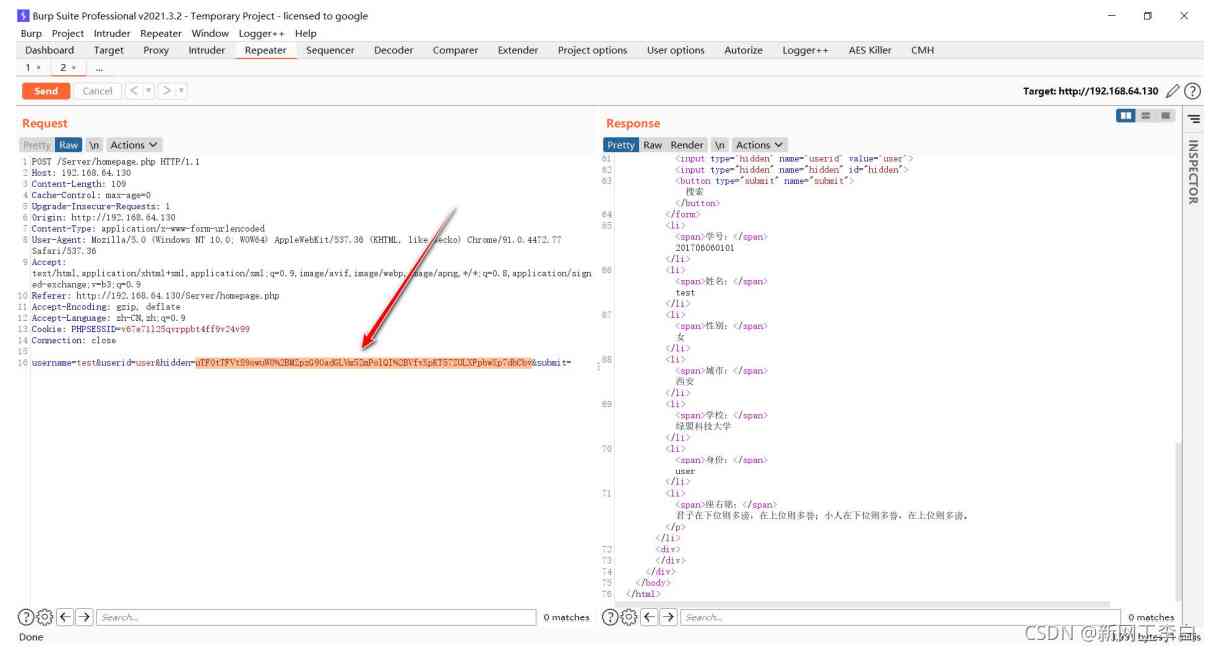 Burp Suite Professional v2021.3.2 - Temporary Project - licensed to google
Burp Project Intruder Repeater Window Logger++ Help
Dashboard Target Proxy Intruder Repeater Sequencer Decoder Comparer Extender Project options User options Autorize Logger++ AES Killer CMH
1 × 2 × ...
Send Cancel < > Target: http://192.168.64.130
Request
Pretty Raw \n Actions
1 POST /Server/homepage.php HTTP/1.1
2 Host: 192.168.64.130
3 Content-Length: 109
4 Cache-Control: max-age=0
5 Upgrade-Insecure-Requests: 1
6 Origin: http://192.168.64.130
7 Content-Type: application/x-www-form-urlencoded
8 User-Agent: Mozilla/5.0 (Windows NT 10.0; WOW64) AppleWebKit/537.36 (KHTML, like Gecko) Chrome/91.0.4472.77
Safari/537.36
9 Accept:
text/html,application/xhtml+xml,application/xml;q=0.9,image/avif,image/webp,image/apng,*/*;q=0.8,application/sign
ed-exchange;v=b3;q=0.9
10 Referer: http://192.168.64.130/Server/homepage.php
11 Accept-Encoding: gzip, deflate
12 Accept-Language: zh-CN,zh;q=0.9
13 Cookie: PHPSESSID=v67e71l25qvrppbt4ff9v24v99
14 Connection: close
15
16 username=test&userid=user&hidden= &submit=
Search... 0 matches
Done
Response
Pretty Raw Render \n Actions
INSPECTOR
61 <input type="hidden" name="userid" value="user">
62 <input type="hidden" name="hidden" id="hidden">
63 <button type="submit" name="submit">
搜索
</button>
64 </form>
65 <li>
<span>学号：</span>
201706060101
</li>
66 <li>
<span>姓名：</span>
test
</li>
67 <li>
<span>性别：</span>
女
</li>
68 <li>
<span>城市：</span>
西安
</li>
69 <li>
<span>学校：</span>
绿盟科技大学
</li>
70 <li>
<span>身份：</span>
user
</li>
71 <li>
<span>座右铭：</span>
君子在下位则多谤，在上位则多誉；小人在下位则多誉，在上位则多谤。
</p>
</li>
72 <div>
73 </div>
74 </div>
75 </body>
76 </html>
Search... 0 matches
CSDN @新网工李白